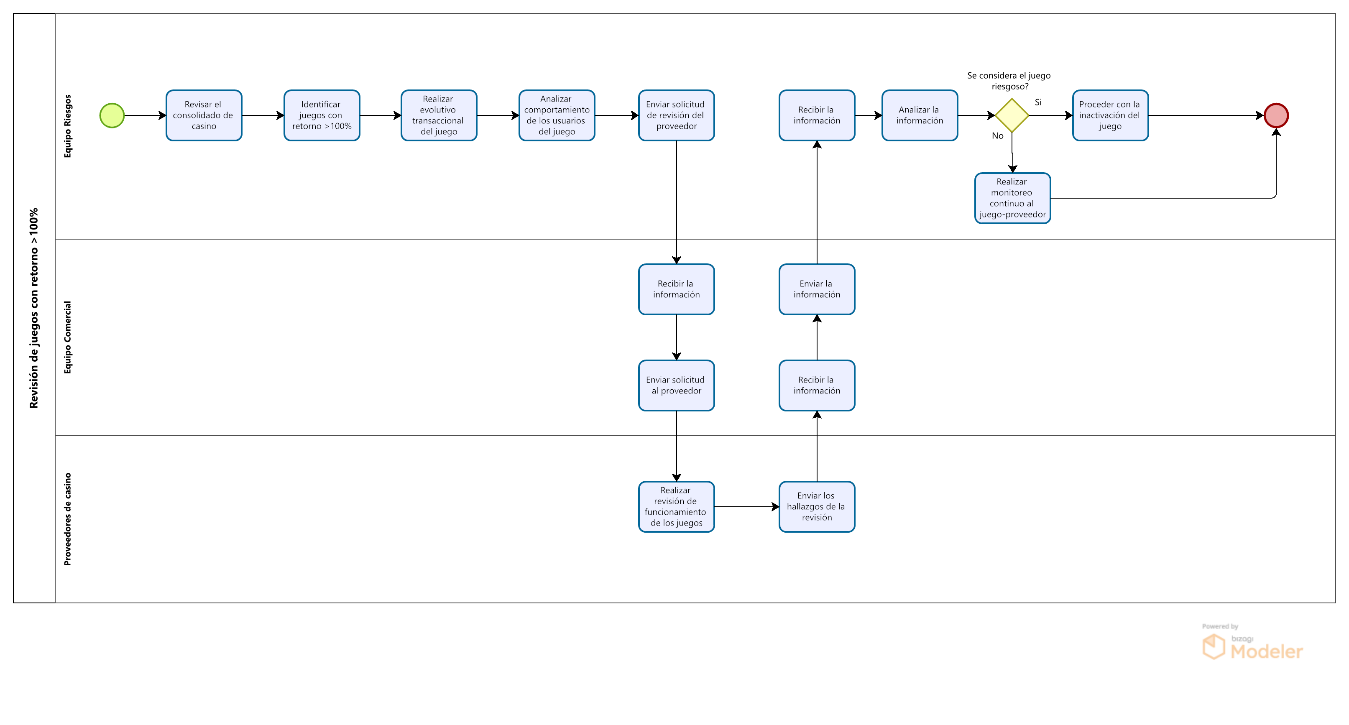 Revisión de juegos con retorno >100%
Equipo Riesgos
Revisar el
consolidado de
casino
Identificar
juegos con
retorno >100%
Realizar
evolutivo
transaccional
del juego
Analizar
comportamiento
de los usuarios
del juego
Enviar solicitud
de revisión del
proveedor
Recibir la
información
Analizar la
información
Se considera el juego
riesgoso?
Si
No
Proceder con la
inactivación del
juego
Realizar
monitoreo
continuo al
juego-proveedor
Equipo Comercial
Recibir la
información
Enviar la
información
Enviar solicitud
al proveedor
Recibir la
información
Proveedores de casino
Realizar
revisión de
funcionamiento
de los juegos
Enviar los
hallazgos de la
revisión
Powered by
bizagi
Modeler